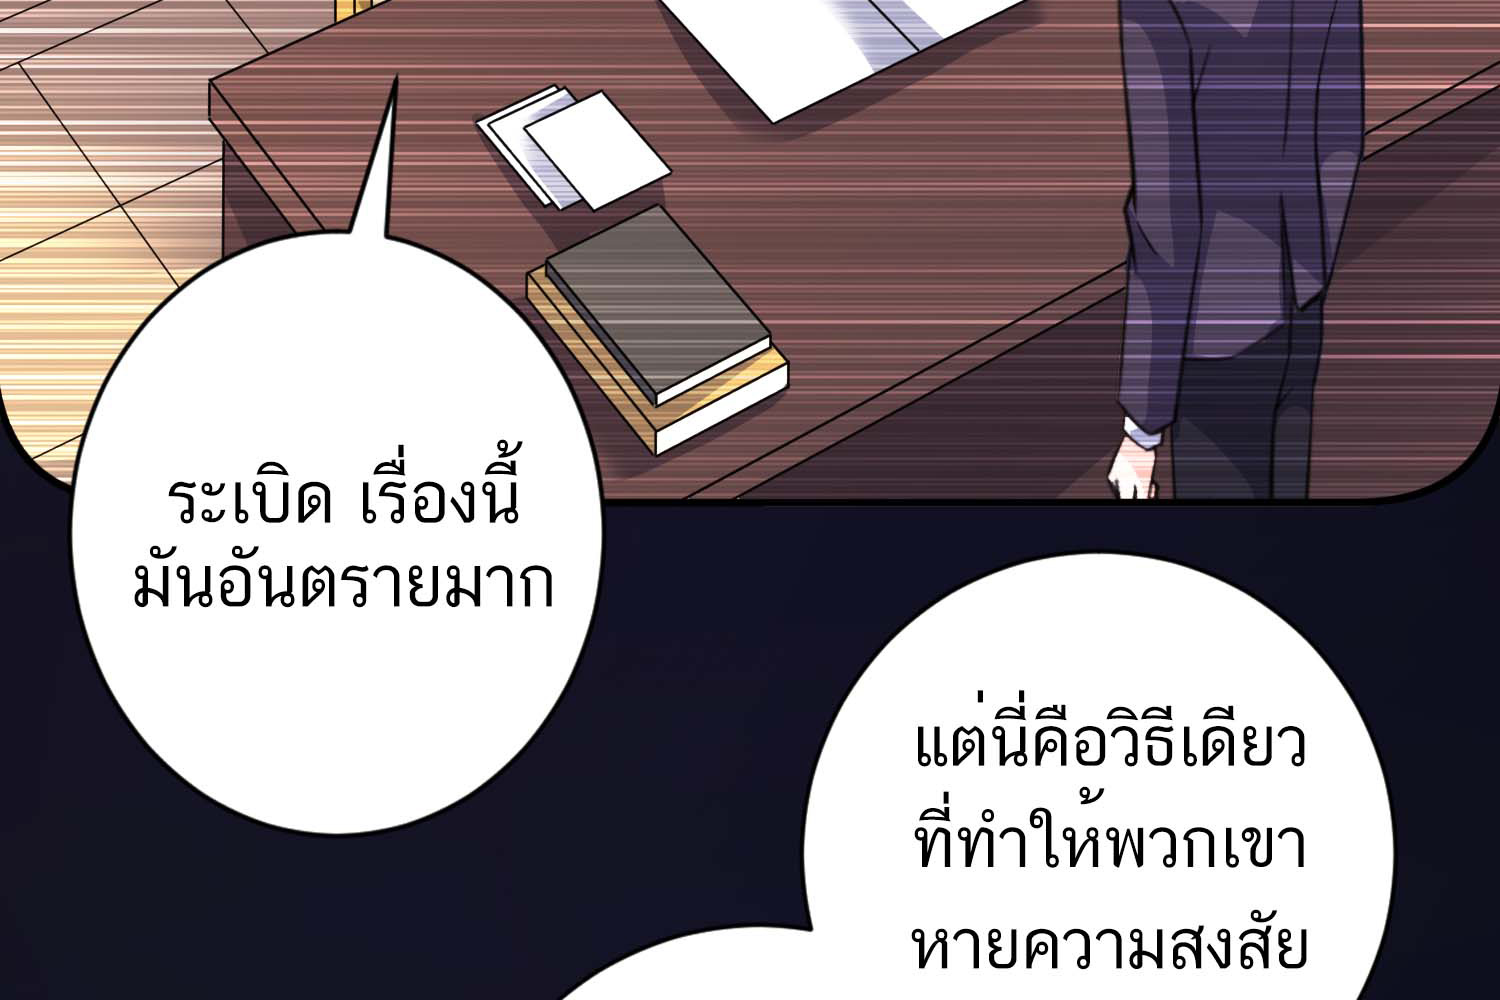 ระเบิด เรื่องนี้
มันอันตรายมาก
แต่นี่คือวิธีเดียว
ที่ทำให้พวกเขา
หายความสงสัย